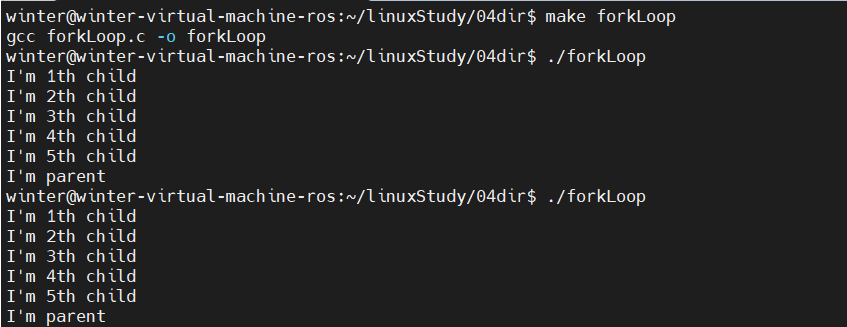 winter@winter-virtual-machine-ros:~/linuxStudy/04dir$ make forkLoop
gcc forkLoop.c -o forkLoop
winter@winter-virtual-machine-ros:~/linuxStudy/04dir$ ./forkLoop
I'm 1th child
I'm 2th child
I'm 3th child
I'm 4th child
I'm 5th child
I'm parent
winter@winter-virtual-machine-ros:~/linuxStudy/04dir$ ./forkLoop
I'm 1th child
I'm 2th child
I'm 3th child
I'm 4th child
I'm 5th child
I'm parent